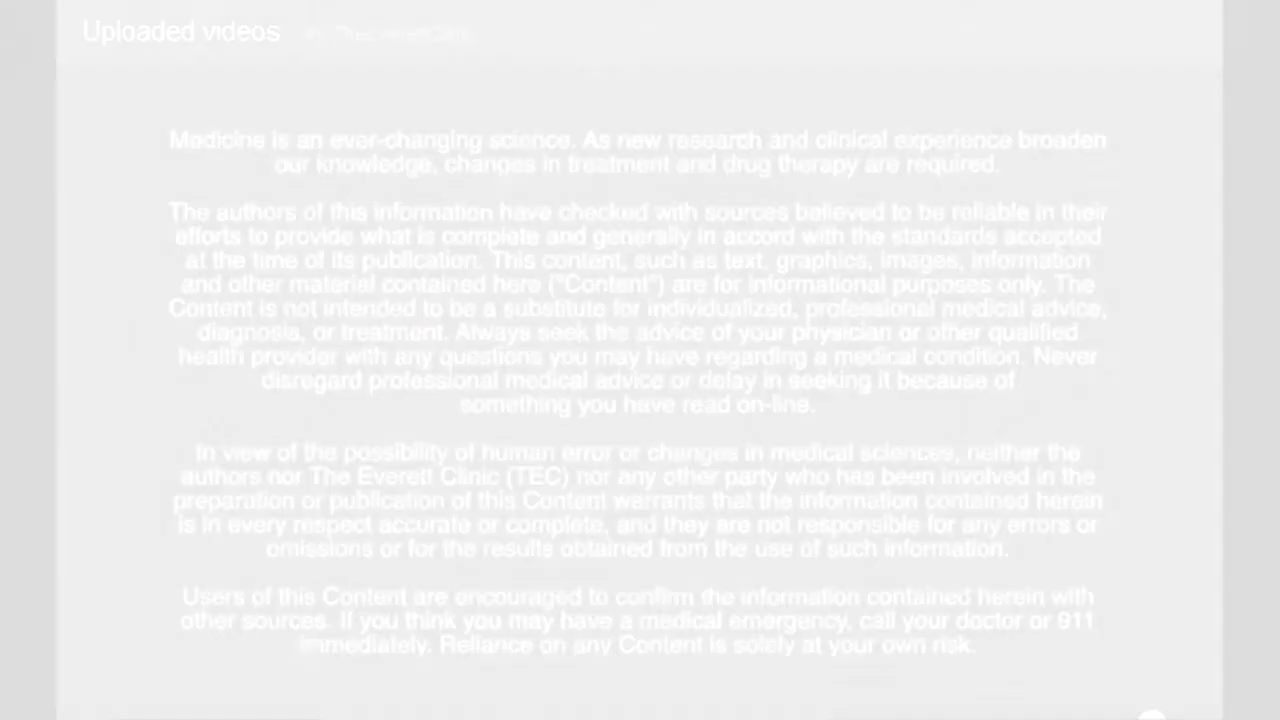 Uploaded videos
Medicine is an ever-changing science. As new research and clinical experience broaden
our knowledge, changes in treatment and drug therapy are required.
The authors of this information have checked with sources believed to be reliable in their
efforts to provide what is complete and generally in accord with the standards accepted
at the time of its publication. This content, such as text, graphics, images, information
and other material contained here ("Content") are for informational purposes only. The
Content is not intended to be a substitute for individualized, professional medical advice,
diagnosis, or treatment. Always seek the advice of your physician or other qualified
health provider with any questions you may have regarding a medical condition. Never
disregard professional medical advice or delay in seeking it because of
something you have read on-line.
In view of the possibility of human error or changes in medical sciences, neither the
authors nor The Everett Clinic (TEC) nor any other party who has been involved in the
preparation or publication of this Content warrants that the information contained herein
is in every respect accurate or complete, and they are not responsible for any errors or
omissions or for the results obtained from the use of such information.
Users of this Content are encouraged to confirm the information contained herein with
other sources. If you think you may have a medical emergency, call your doctor or 911
immediately. Reliance on any Content is solely at your own risk.